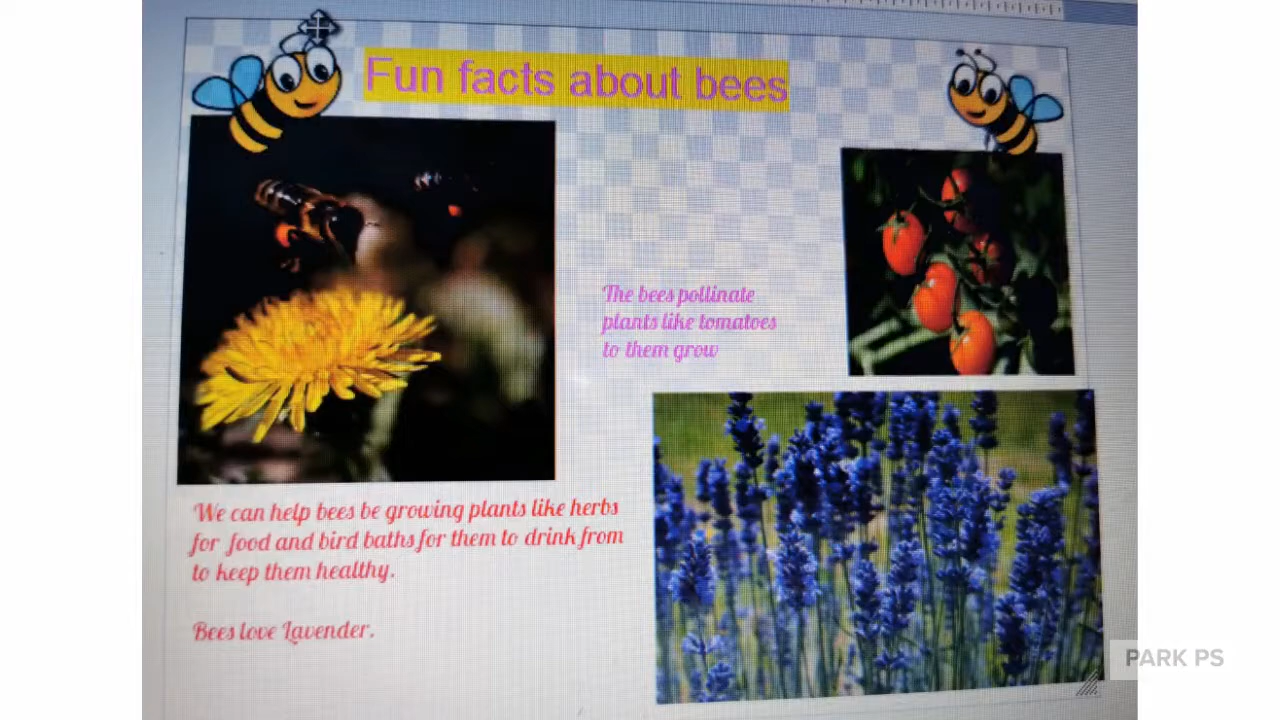 Fun facts about bees
The bees pollinate
plants like tomatoes
to them grow
We can help bees be growing plants like herbs
for food and bird baths for them to drink from
to keep them healthy.
Bees love Lavender.
PARK PS